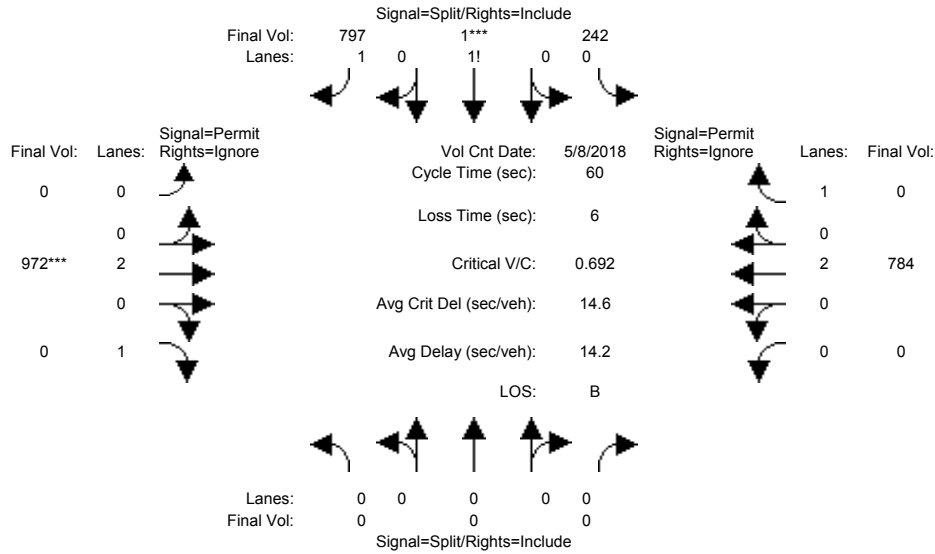 Signal=Split/Rights=Include
Final Vol: 797 1*** 242
Lanes: 1 0 1! 0 0
Signal=Permit
Final Vol: Lanes: Rights=Ignore
Vol Cnt Date: 5/8/2018
Signal=Permit
Rights=Ignore Lanes: Final Vol:
Cycle Time (sec): 60
0 0
1 0
Loss Time (sec): 6
0
0
972*** 2
Critical V/C: 0.692
2 784
0
Avg Crit Del (sec/veh): 14.6
0
0 1
Avg Delay (sec/veh): 14.2
0 0
LOS: B
Lanes: 0 0 0 0 0
Final Vol: 0 0 0
Signal=Split/Rights=Include